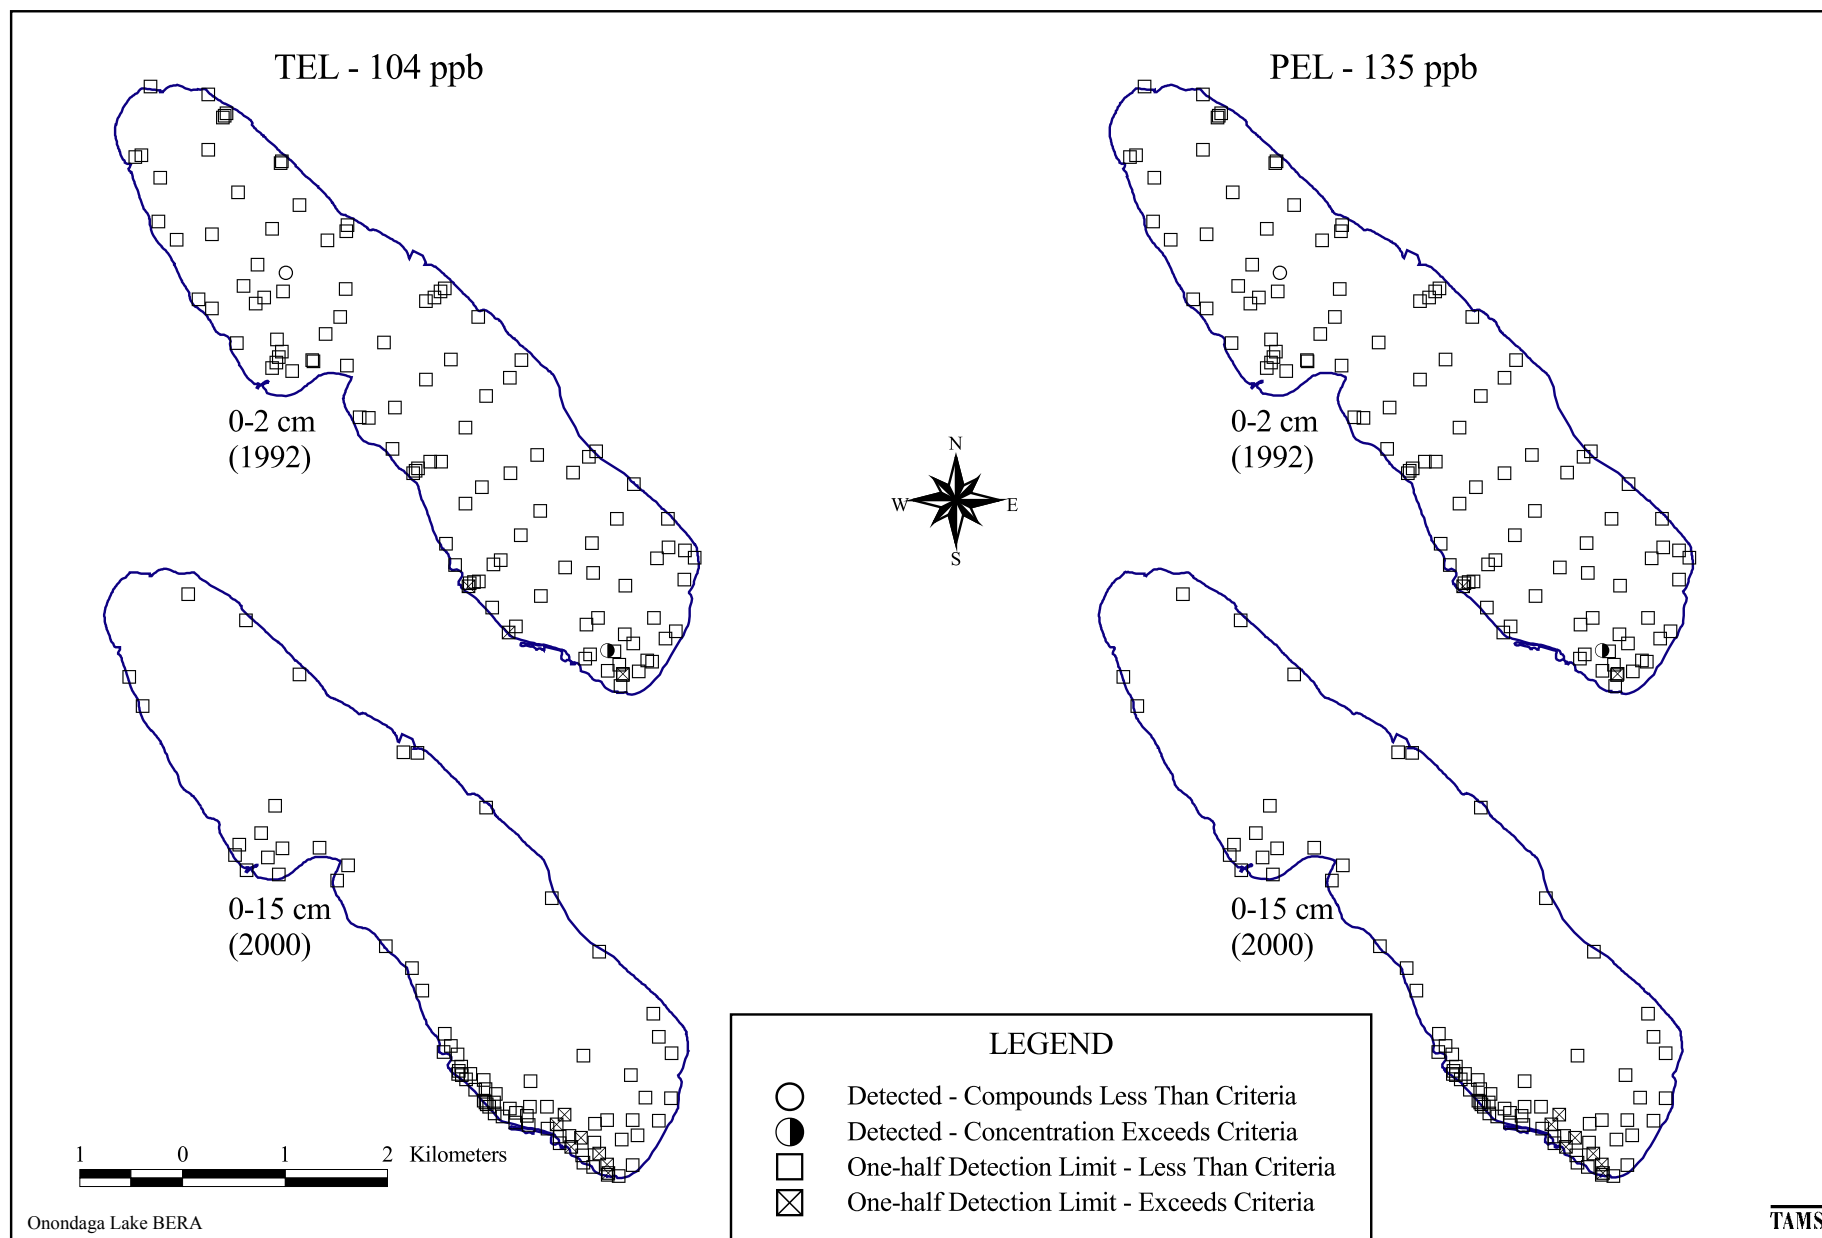 TEL - 104 ppb
PEL - 135 ppb
0-2 cm
(1992)
0-2 cm
(1992)
N
W E
S
0-15 cm
(2000)
0-15 cm
(2000)
LEGEND
Detected - Compounds Less Than Criteria
Detected - Concentration Exceeds Criteria
One-half Detection Limit - Less Than Criteria
One-half Detection Limit - Exceeds Criteria
1 0 1 2 Kilometers
Onondaga Lake BERA
TAMS